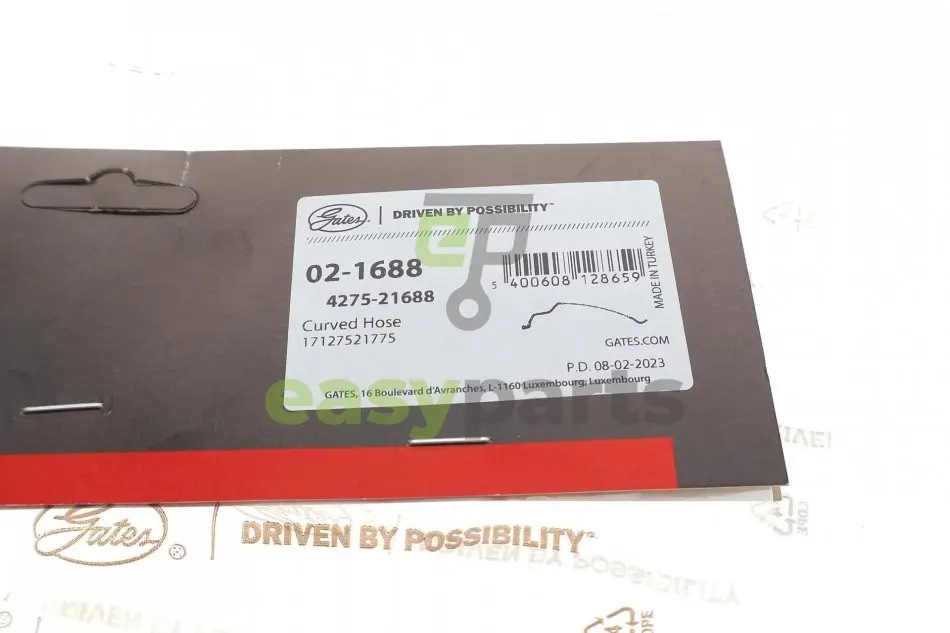 Gates. | DRIVEN BY POSSIBILITY™
02-1688
4275-21688
Curved Hose
17127521775
5 400608 128659
MADE IN TURKEY
GATES.COM
P.D. 08-02-2023
GATES, 16 Boulevard d'Avranches, L-1160 Luxembourg, Luxembourg
ep
easyparts
Gates® | DRIVEN BY POSSIBILITY™